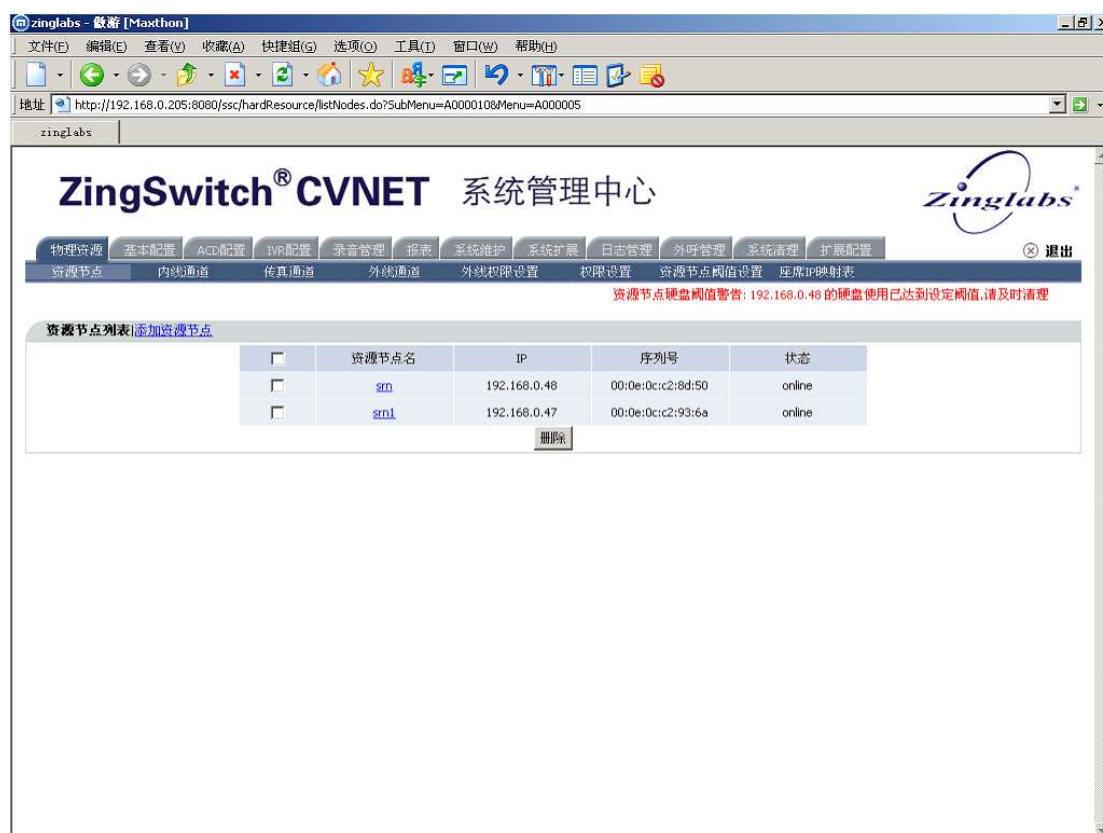 zinglabs - 傲游 [Maxthon]
文件(F) 编辑(E) 查看(V) 收藏(A) 快捷组(G) 选项(O) 工具(T) 窗口(W) 帮助(H)
地址 http://192.168.0.205:8080/ssc/hardResource/listNodes.do?SubMenu=A000010&Menu=A000005
zinglabs
ZingSwitch® CVNET 系统管理中心
Zinglabs
物理资源 基本配置 ACD配置 IVR配置 录音管理 报表 系统维护 系统扩展 日志管理 外呼管理 系统清理 扩展配置 退出
资源节点 内线通道 传真通道 外线通道 外线权限设置 权限设置 资源节点阀值设置 座席IP映射表
资源节点硬盘阀值警告: 192.168.0.48 的硬盘使用已达到设定阀值,请及时清理
资源节点列表|添加资源节点
资源节点名 IP 序列号 状态
srn 192.168.0.48 00:0e:0c:c2:8d:50 online
srn1 192.168.0.47 00:0e:0c:c2:93:6a online
删除